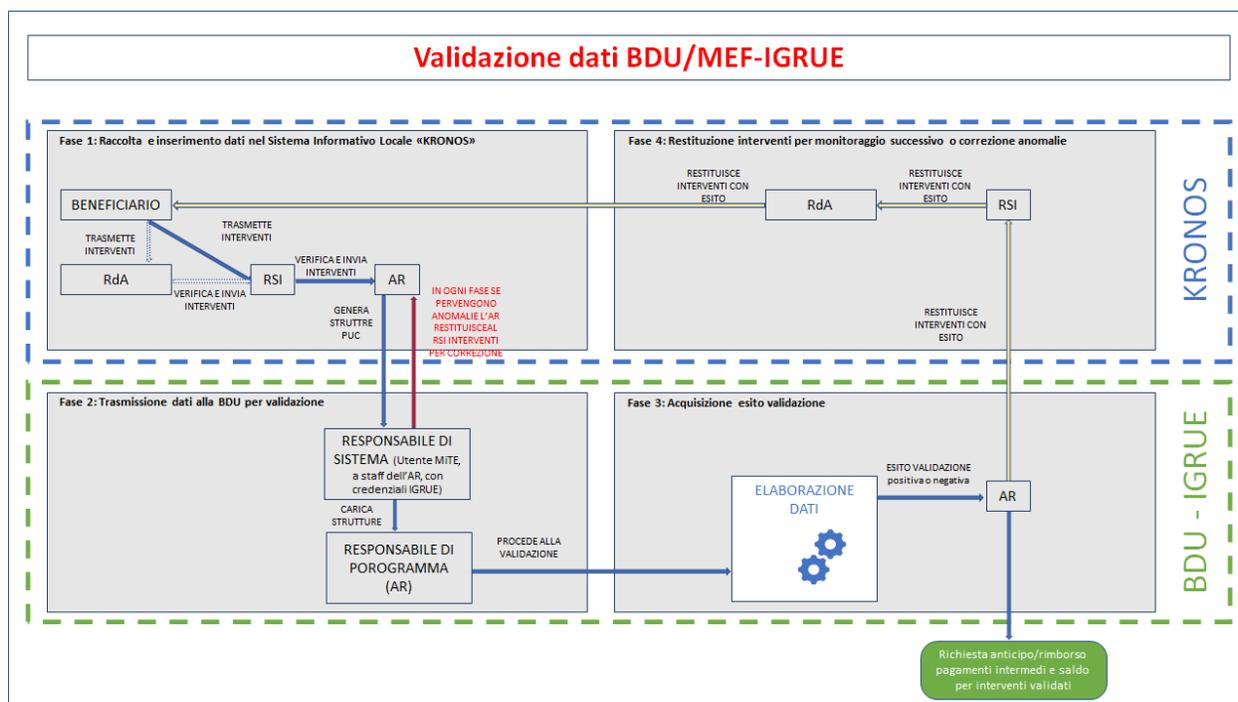 Validazione dati BDU/MEF-IGRUE
Fase 1: Raccolta e inserimento dati nel Sistema Informativo Locale «KRONOS»
BENEFICIARIO
TRASMETTE
INTERVENTI
TRASMETTE
INTERVENTI
RdA
VERIFICA E INVIA
INTERVENTI
RSI
VERIFICA E INVIA
INTERVENTI
AR
GENERA
STRUTTRE
PUC
IN OGNI FASE SE
PERVENGONO
ANOMALIE L'AR
RESTITUISCEAL
RSI INTERVENTI
PER CORREZIONE
Fase 4: Restituzione interventi per monitoraggio successivo o correzione anomalie
RESTITUISCE
INTERVENTI CON
ESITO
RdA
RESTITUISCE
INTERVENTI CON
ESITO
RSI
RESTITUISCE
INTERVENTI CON
ESITO
KRONOS
Fase 2: Trasmissione dati alla BDU per validazione
RESPONSABILE DI
SISTEMA (Utente MiTE,
a staff dell'AR, con
credenziali IGRUE)
CARICA
STRUTTURE
RESPONSABILE DI
POROGRAMMA
(AR)
PROCEDE ALLA
VALIDAZIONE
Fase 3: Acquisizione esito validazione
ELABORAZIONE
DATI
ESITO VALIDAZIONE
positiva o negativa
AR
BDU - IGRUE
Richiesta anticipo/rimborso
pagamenti intermedi e saldo
per interventi validati